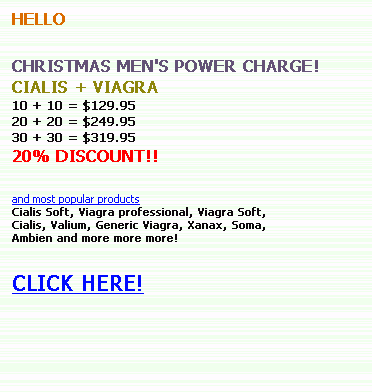 HELLO
CHRISTMAS MEN'S POWER CHARGE!
CIALIS + VIAGRA
10 + 10 = $129.95
20 + 20 = $249.95
30 + 30 = $319.95
20% DISCOUNT!!
and most popular products
Cialis Soft, Viagra professional, Viagra Soft,
Cialis, Valium, Generic Viagra, Xanax, Soma,
Ambien and more more more!
CLICK HERE!